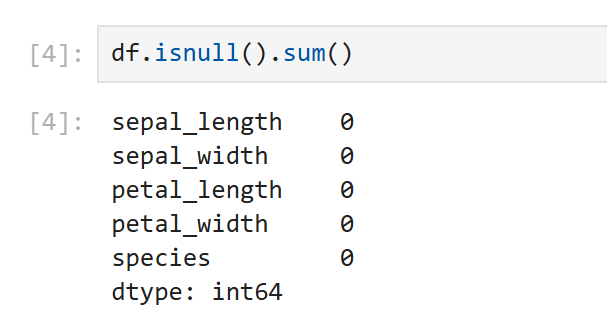 [4]: df.isnull().sum()
[4]: sepal_length 0
sepal_width 0
petal_length 0
petal_width 0
species 0
dtype: int64